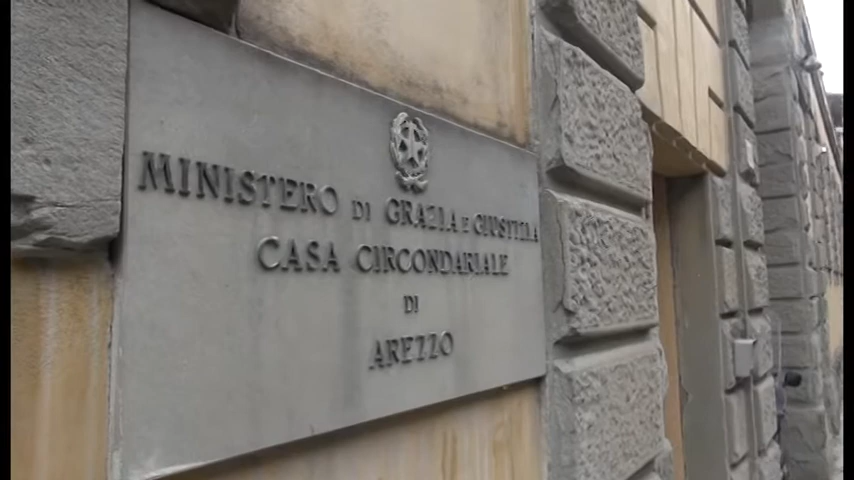 MINISTERO DI GRAZIA E GIUSTIZIA
CASA CIRCONDARIALE
DI
AREZZO